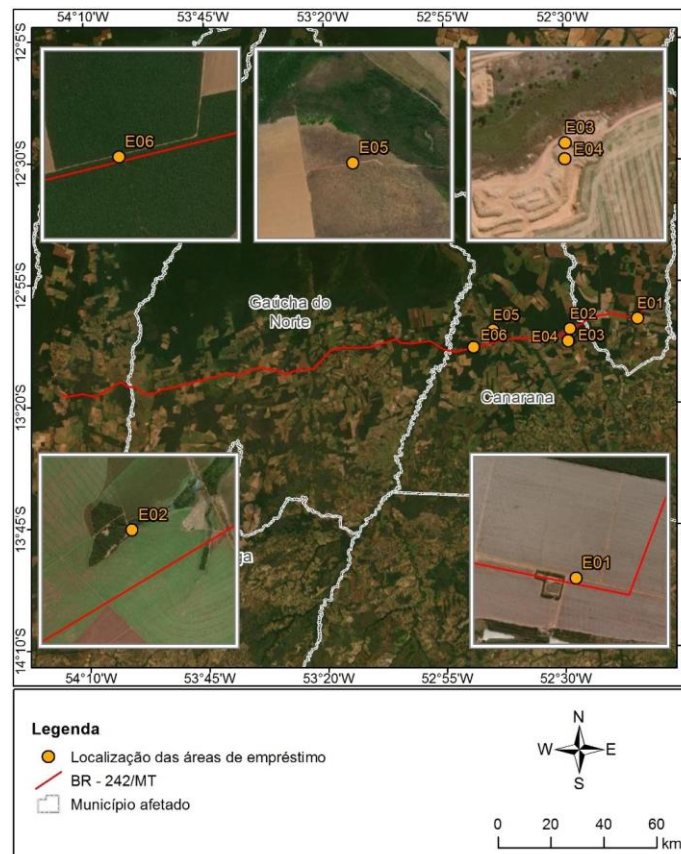 54°10'W 53°45'W 53°20'W 52°55'W 52°30'W
12°5'S
12°30'S
12°55'S
13°20'S
13°45'S
14°10'S
E06
E05
E03
E04
Gaúcha do
Norte
E05
E06
E04
E02
E03
E01
Canarana
E02
ga
E01
54°10'W 53°45'W 53°20'W 52°55'W 52°30'W
Legenda
Localização das áreas de empréstimo
BR - 242/MT
Município afetado
N
W E
S
0 20 40 60
km